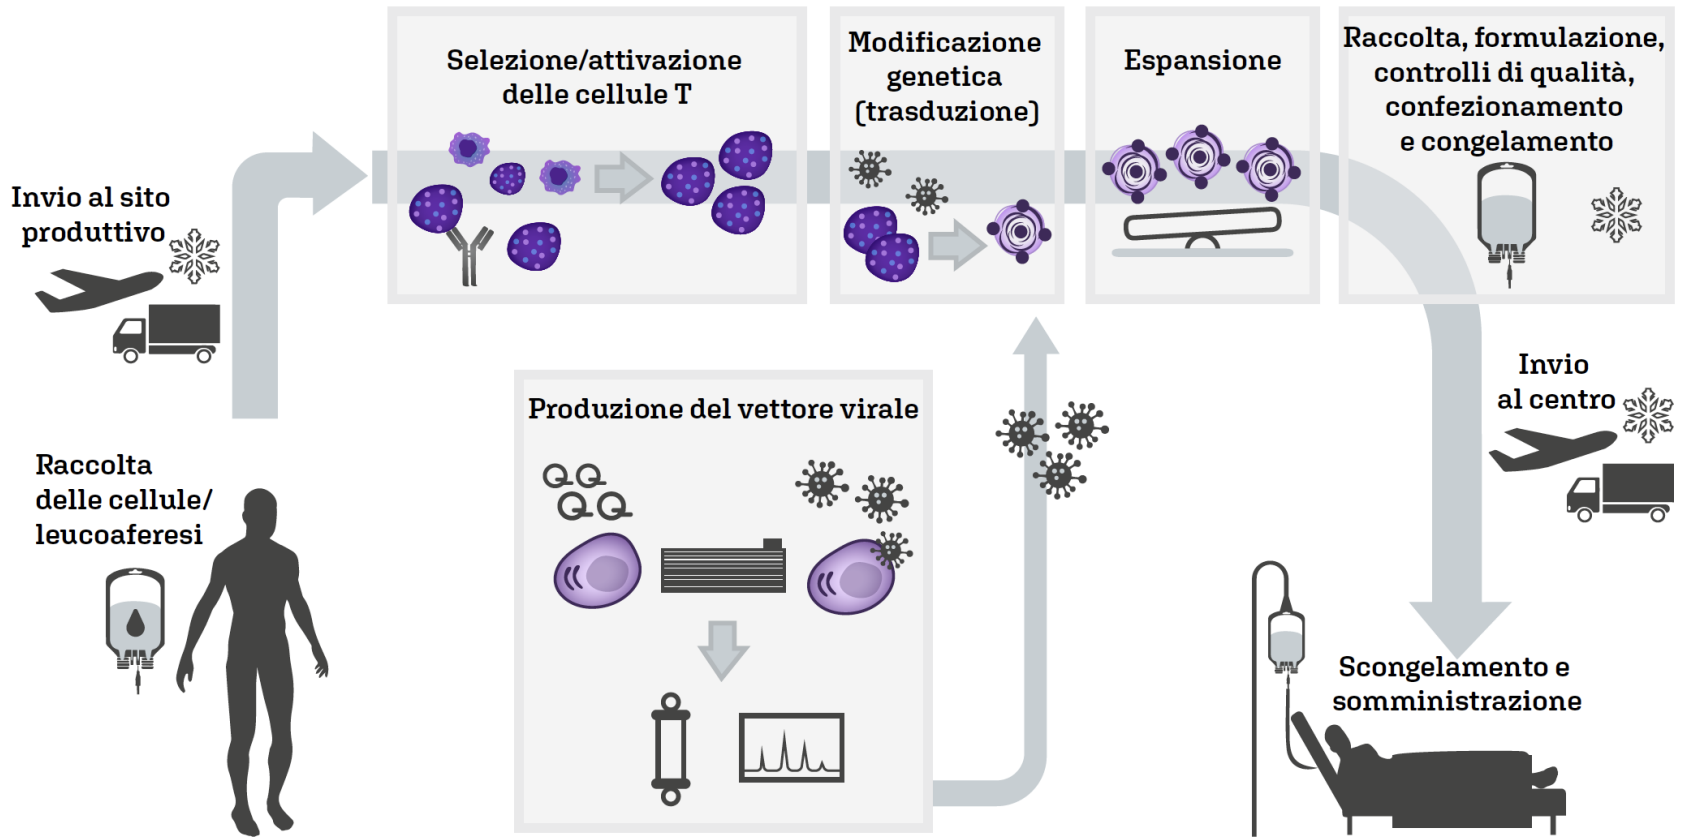 Raccolta
delle cellule/
leucoaferesi
Invio al sito
produttivo
Selezione/attivazione
delle cellule T
Modificazione
genetica
(trasduzione)
Espansione
Raccolta, formulazione,
controlli di qualità,
confezionamento
e congelamento
Produzione del vettore virale
Invio
al centro
Scongelamento e
somministrazione